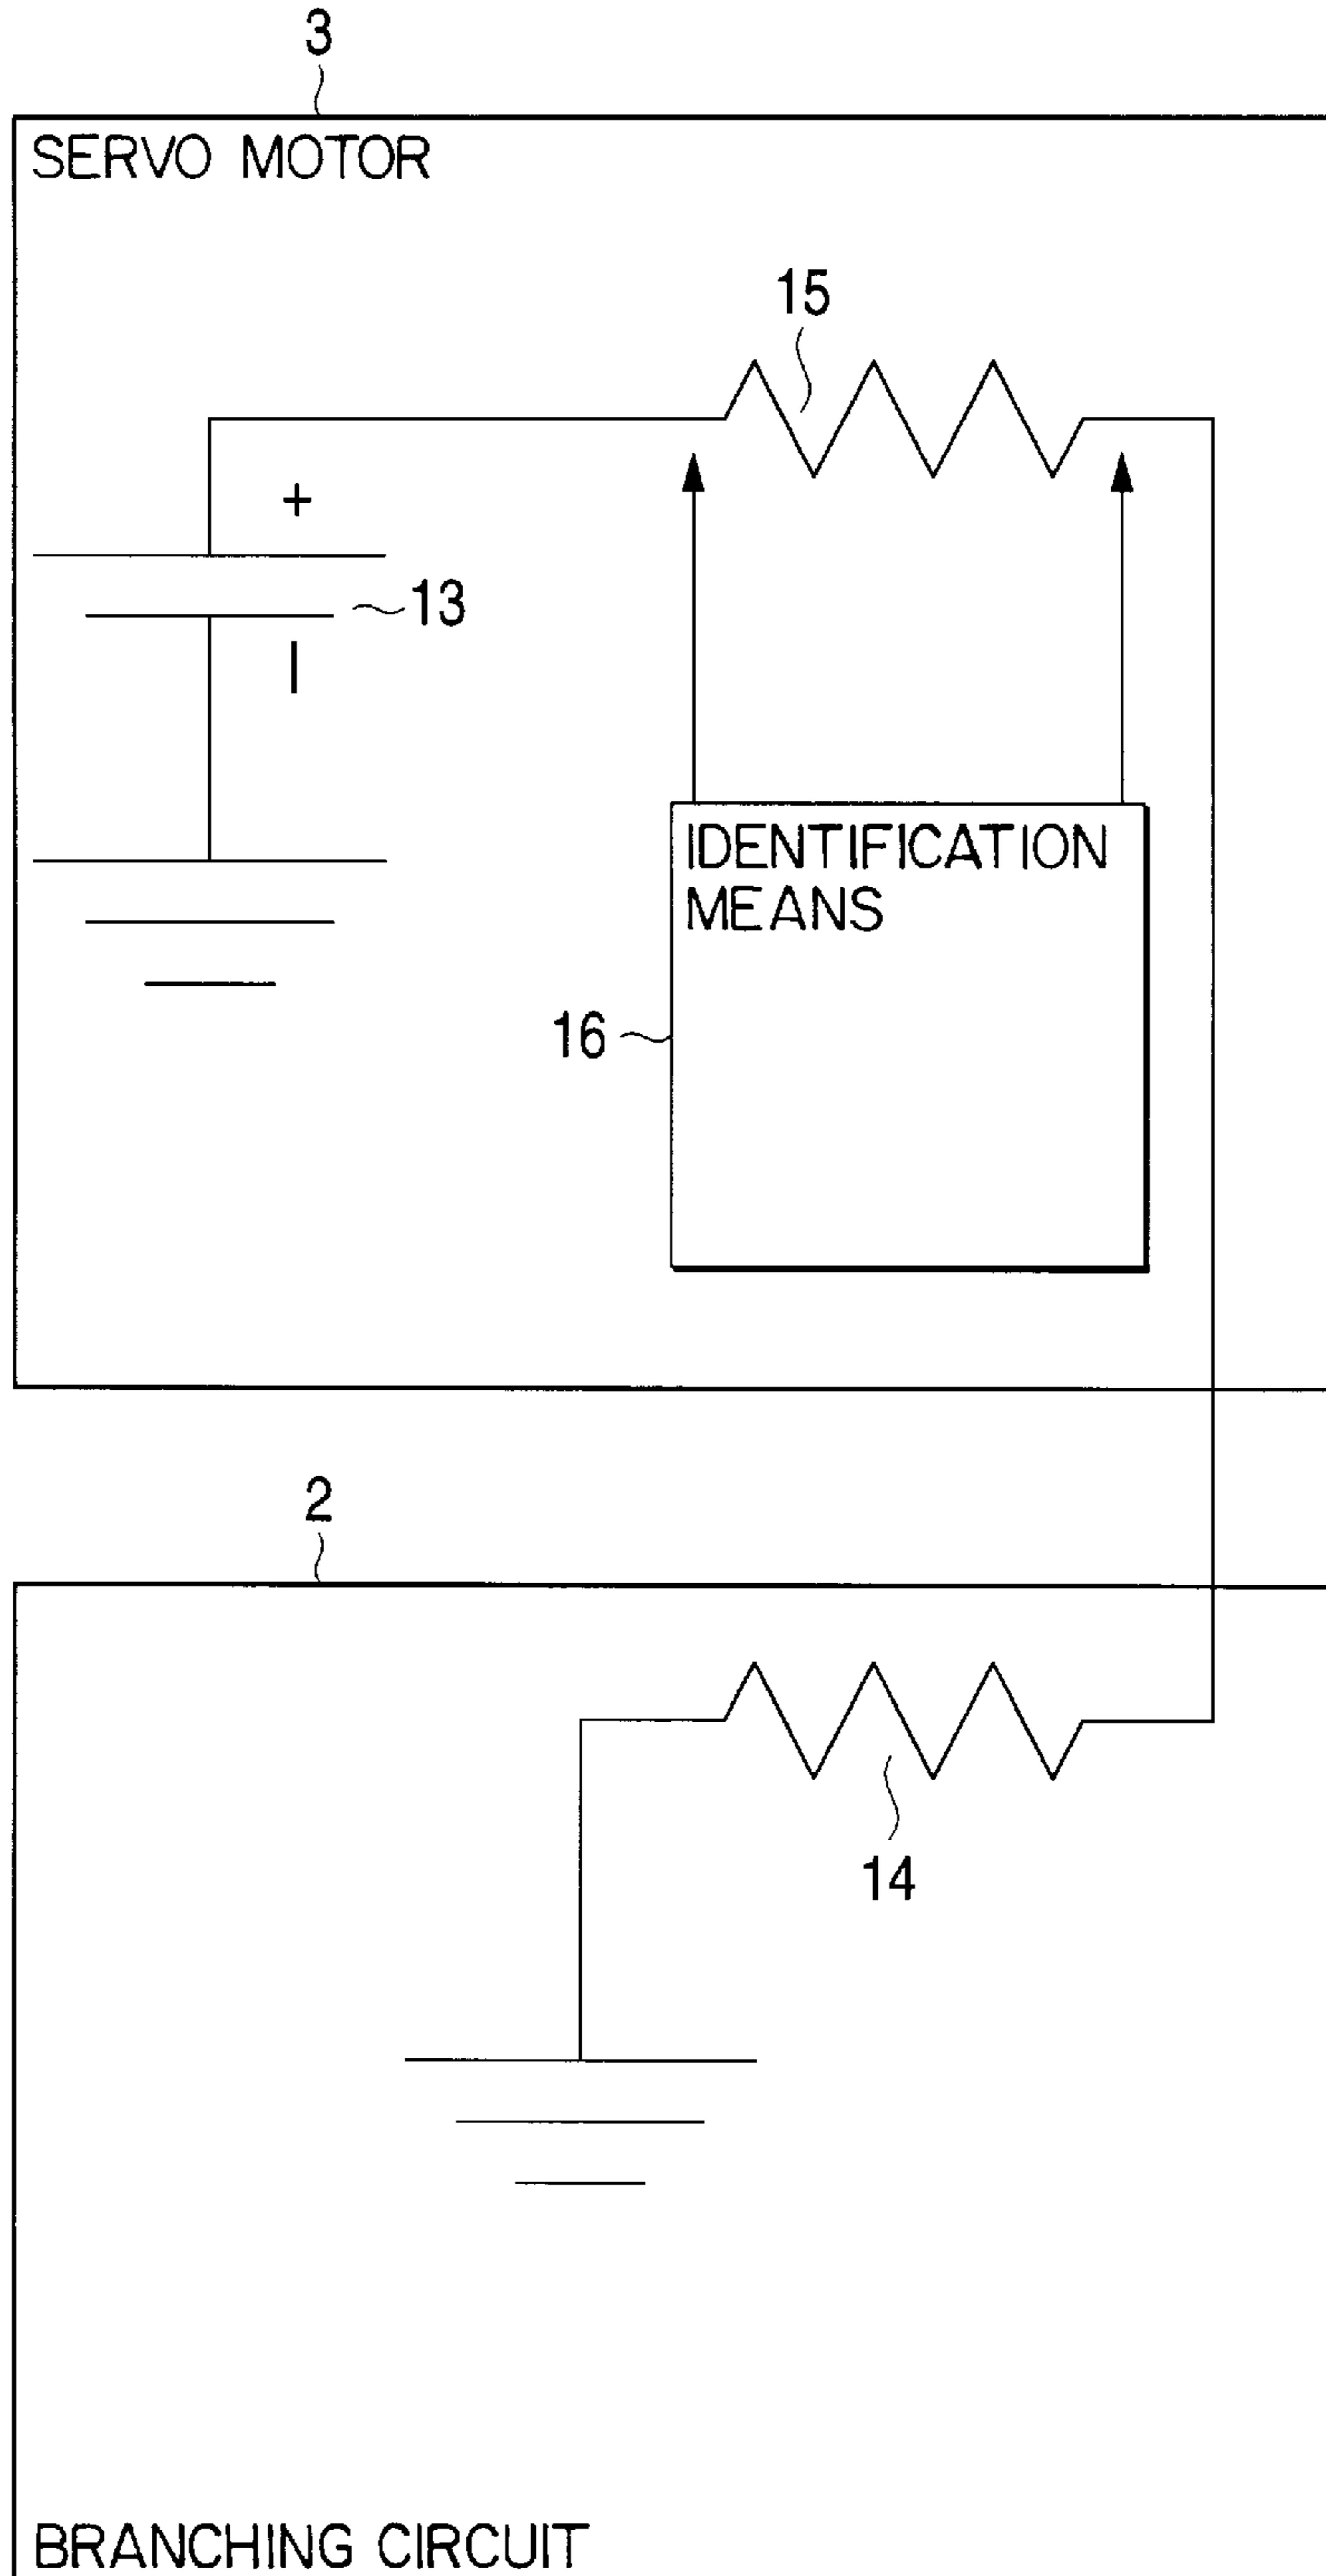 3
SERVO MOTOR
15
+
13
16
IDENTIFICATION
MEANS
2
14
BRANCHING CIRCUIT